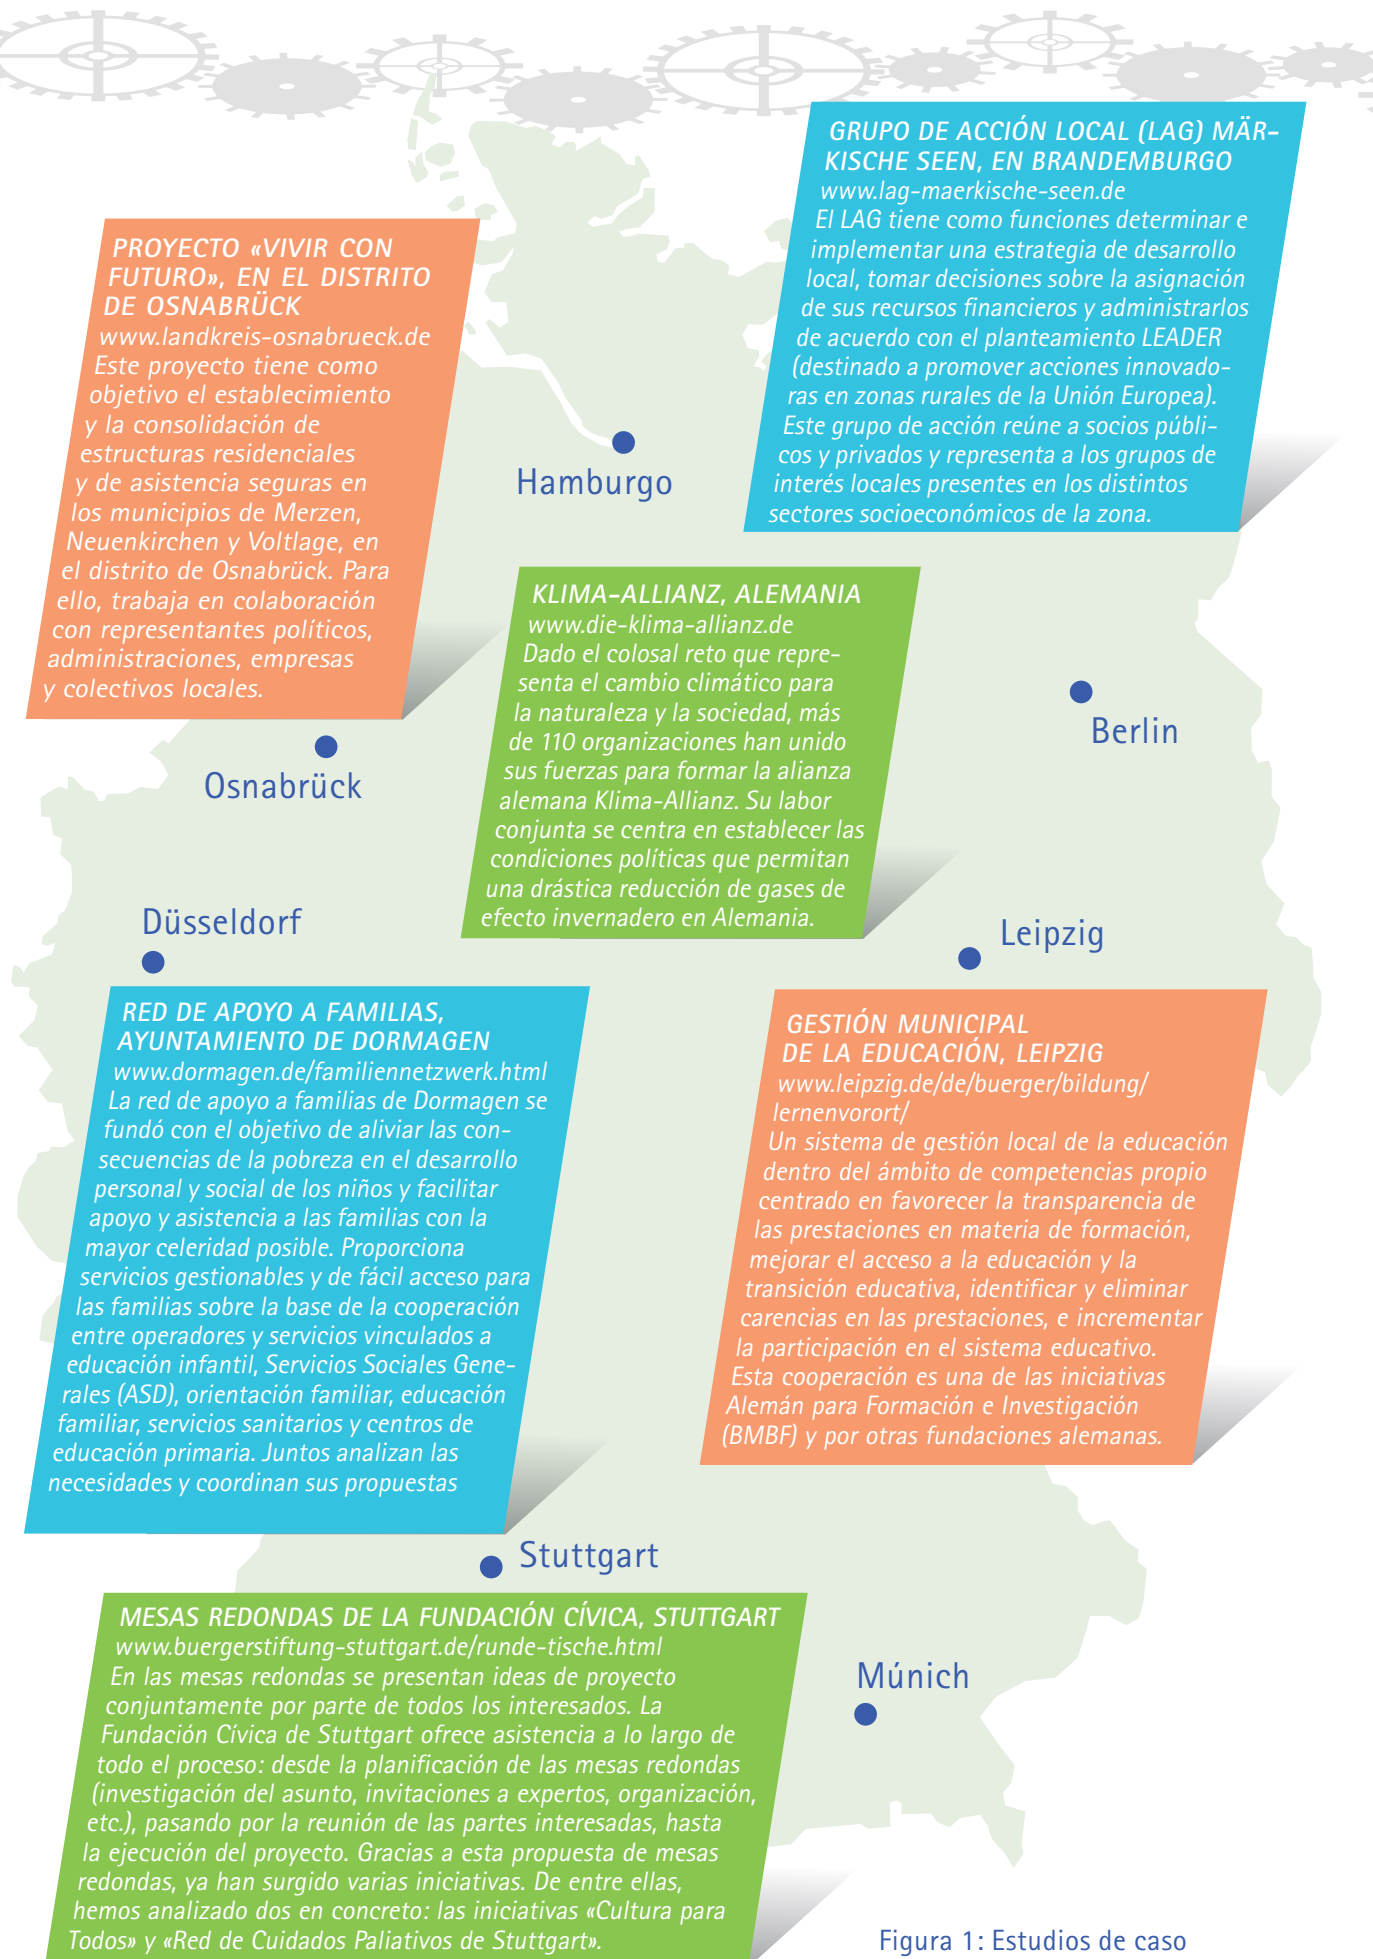 GRUPO DE ACCIÓN LOCAL (LAG) MÄR-
KISCHE SEEN, EN BRANDEMBURGO
www.lag-maerkische-seen.de
El LAG tiene como funciones determinar e
implementar una estrategia de desarrollo
local, tomar decisiones sobre la asignación
de sus recursos financieros y administrarlos
de acuerdo con el planteamiento LEADER
(destinado a promover acciones innovado-
ras en zonas rurales de la Unión Europea).
Este grupo de acción reúne a socios públi-
cos y privados y representa a los grupos de
interés locales presentes en los distintos
sectores socioeconómicos de la zona.
PROYECTO «VIVIR CON
FUTURO», EN EL DISTRITO
DE OSNABRÜCK
www.landkreis-osnabrueck.de
Este proyecto tiene como
objetivo el establecimiento
y la consolidación de
estructuras residenciales
y de asistencia seguras en
los municipios de Merzen,
Neuenkirchen y Voltlage, en
el distrito de Osnabrück. Para
ello, trabaja en colaboración
con representantes políticos,
administraciones, empresas
y colectivos locales.
Hamburgo
KLIMA-ALLIANZ, ALEMANIA
www.die-klima-allianz.de
Dado el colosal reto que repre-
senta el cambio climático para
la naturaleza y la sociedad, más
de 110 organizaciones han unido
sus fuerzas para formar la alianza
alemana Klima-Allianz. Su labor
conjunta se centra en establecer las
condiciones políticas que permitan
una drástica reducción de gases de
efecto invernadero en Alemania.
Berlin
Osnabrück
Düsseldorf
Leipzig
RED DE APOYO A FAMILIAS,
AYUNTAMIENTO DE DORMAGEN
www.dormagen.de/familiennetzwerk.html
La red de apoyo a familias de Dormagen se
fundó con el objetivo de aliviar las con-
secuencias de la pobreza en el desarrollo
personal y social de los niños y facilitar
apoyo y asistencia a las familias con la
mayor celeridad posible. Proporciona
servicios gestionables y de fácil acceso para
las familias sobre la base de la cooperación
entre operadores y servicios vinculados a
educación infantil, Servicios Sociales Gene-
rales (ASD), orientación familiar, educación
familiar, servicios sanitarios y centros de
educación primaria. Juntos analizan las
necesidades y coordinan sus propuestas
GESTIÓN MUNICIPAL
DE LA EDUCACIÓN, LEIPZIG
www.leipzig.de/de/buerger/bildung/
lernenvorort/
Un sistema de gestión local de la educación
dentro del ámbito de competencias propio
centrado en favorecer la transparencia de
las prestaciones en materia de formación,
mejorar el acceso a la educación y la
transición educativa, identificar y eliminar
carencias en las prestaciones, e incrementar
la participación en el sistema educativo.
Esta cooperación es una de las iniciativas
Alemán para Formación e Investigación
(BMBF) y por otras fundaciones alemanas.
Stuttgart
MESAS REDONDAS DE LA FUNDACIÓN CÍVICA, STUTTGART
www.buergerstiftung-stuttgart.de/runde-tische.html
En las mesas redondas se presentan ideas de proyecto
conjuntamente por parte de todos los interesados. La
Fundación Cívica de Stuttgart ofrece asistencia a lo largo de
todo el proceso: desde la planificación de las mesas redondas
(investigación del asunto, invitaciones a expertos, organización,
etc.), pasando por la reunión de las partes interesadas, hasta
la ejecución del proyecto. Gracias a esta propuesta de mesas
redondas, ya han surgido varias iniciativas. De entre ellas,
hemos analizado dos en concreto: las iniciativas «Cultura para
Todos» y «Red de Cuidados Paliativos de Stuttgart».
Múnich
Figura 1: Estudios de caso